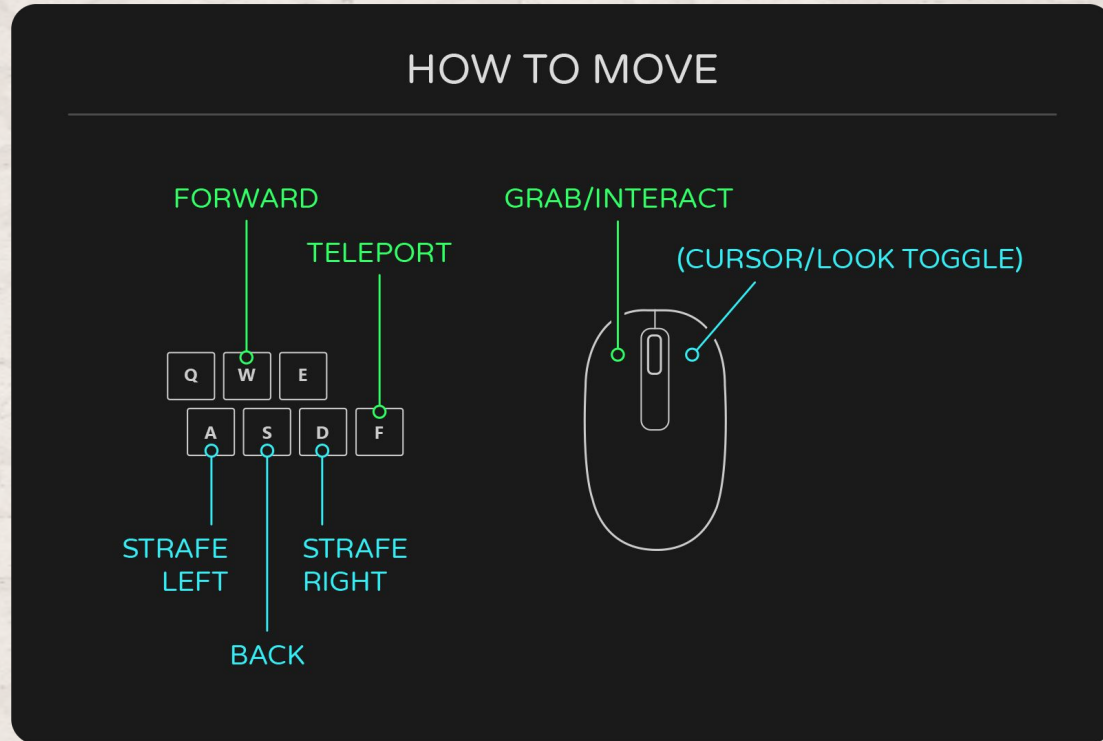 HOW TO MOVE
FORWARD
TELEPORT
Q W E
A S D F
STRAFE
LEFT
STRAFE
RIGHT
BACK
GRAB/INTERACT
(CURSOR/LOOK TOGGLE)